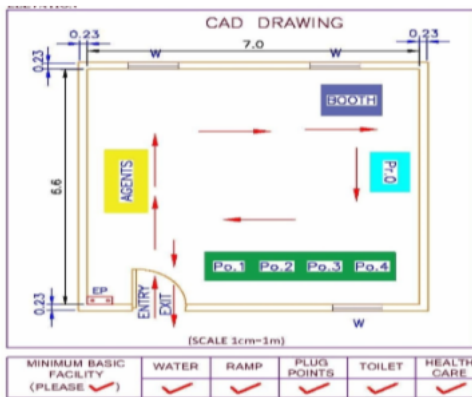 CAD DRAWING
0.23
7.0
0.23
W
W
0.23
BOOTH
AGENTS
Pr.O
6.6
Po.1 Po.2 Po.3 Po.4
EP
ENTRY
EXIT
0.23
W
(SCALE 1cm=1m)
MINIMUM BASIC FACILITY (PLEASE ✓)
WATER
RAMP
PLUG POINTS
TOILET
HEALTH CARE
✓ ✓ ✓ ✓ ✓